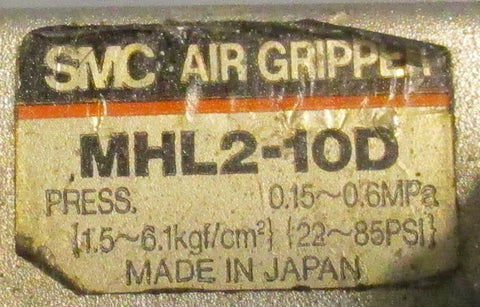 SMC AIR GRIPPER
MHL2-10D
PRESS. 0.15~0.6MPa
{1.5~6.1kgf/cm²} {22~85PSI}
MADE IN JAPAN